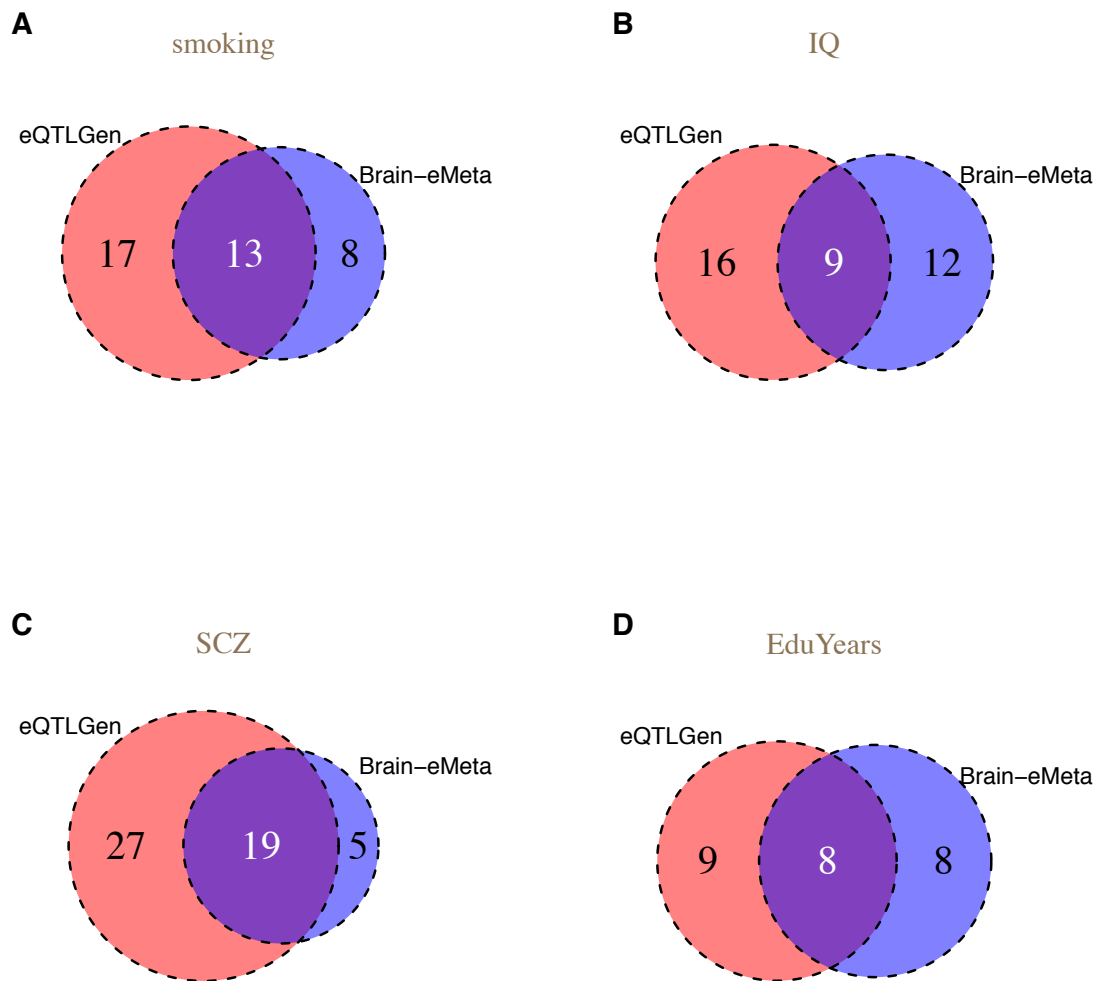 A
smoking
eQTLGen
Brain−eMeta
17
13
8
B
IQ
eQTLGen
Brain−eMeta
16
9
12
C
SCZ
eQTLGen
Brain−eMeta
27
19
5
D
EduYears
eQTLGen
Brain−eMeta
9
8
8